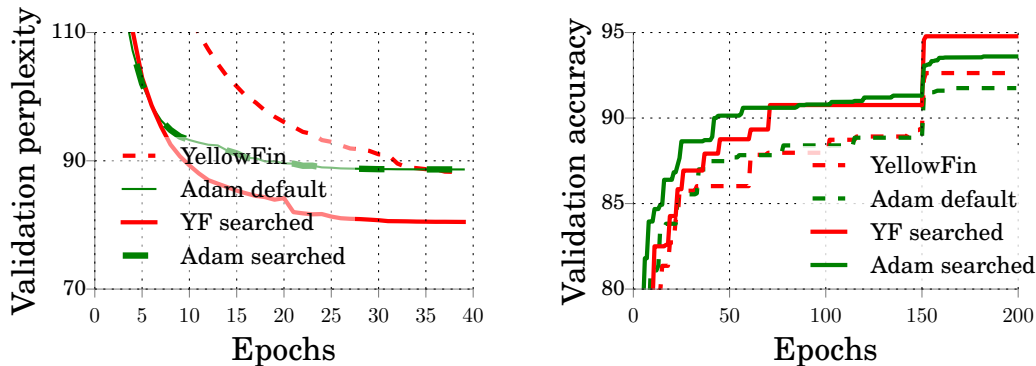 Validation perplexity
110
90
70
YellowFin
Adam default
YF searched
Adam searched
0 5 10 15 20 25 30 35 40
Epochs
Validation accuracy
95
90
85
80
YellowFin
Adam default
YF searched
Adam searched
0 50 100 150 200
Epochs